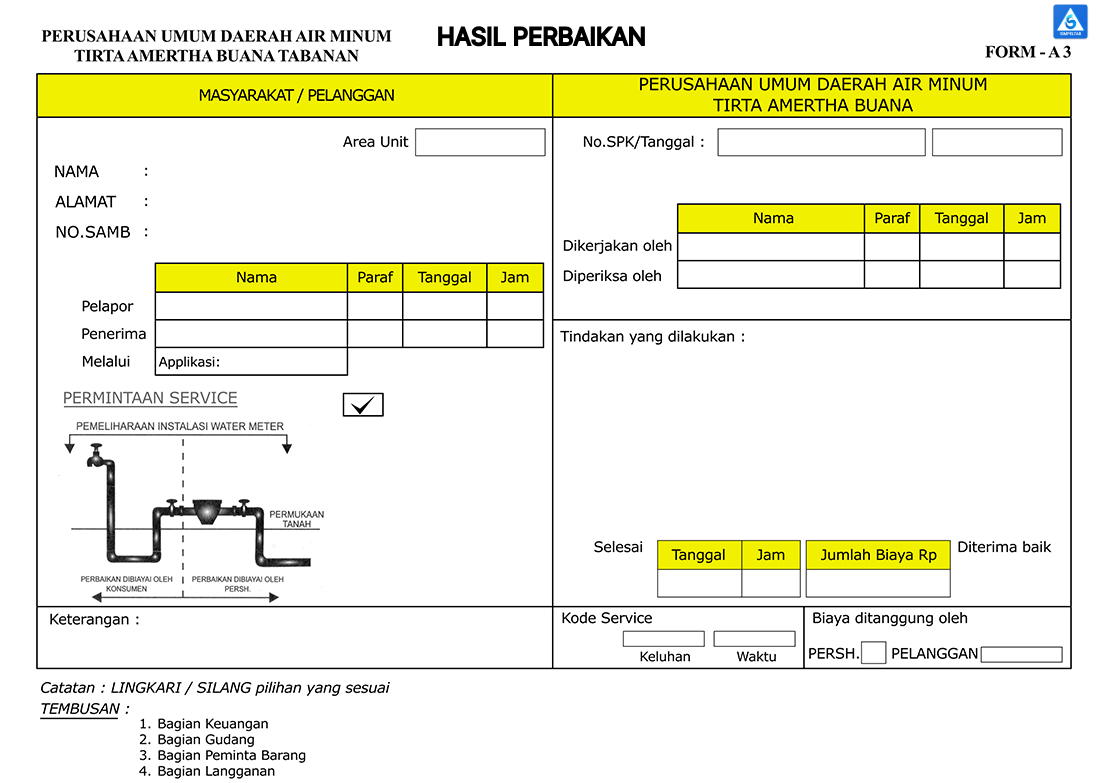 PERUSAHAAN UMUM DAERAH AIR MINUM
TIRTA AMERTHA BUANA TABANAN
HASIL PERBAIKAN
SIMPELTAB
FORM - A 3
MASYARAKAT / PELANGGAN
Area Unit
NAMA :
ALAMAT :
NO.SAMB :
Nama Paraf Tanggal Jam
Pelapor
Penerima
Melalui Applikasi:
PERMINTAAN SERVICE
PEMELIHARAAN INSTALASI WATER METER
PERMUKAAN
TANAH
PERBAIKAN DIBIAYAI OLEH
KONSUMEN
PERBAIKAN DIBIAYAI OLEH
PERSH.
Keterangan :
PERUSAHAAN UMUM DAERAH AIR MINUM
TIRTA AMERTHA BUANA
No.SPK/Tanggal :
Nama Paraf Tanggal Jam
Dikerjakan oleh
Diperiksa oleh
Tindakan yang dilakukan :
Selesai Tanggal Jam Jumlah Biaya Rp Diterima baik
Kode Service
Keluhan Waktu
Biaya ditanggung oleh
PERSH. PELANGGAN
Catatan : LINGKARI / SILANG pilihan yang sesuai
TEMBUSAN :
1. Bagian Keuangan
2. Bagian Gudang
3. Bagian Peminta Barang
4. Bagian Langganan